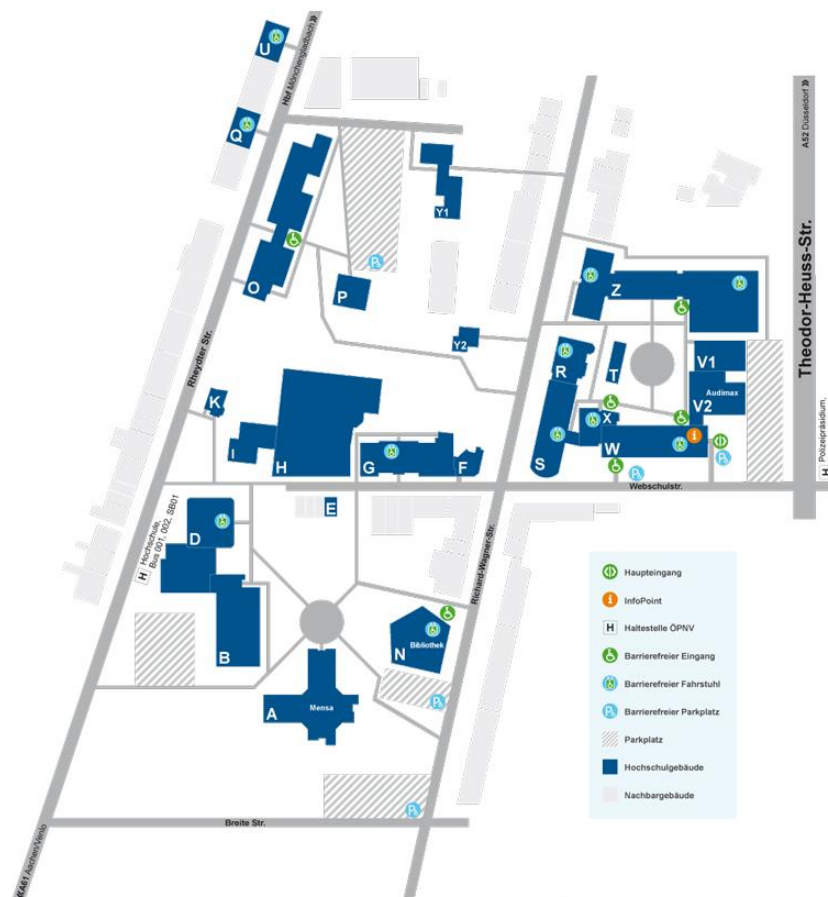 U
Hbf Mönchengladbach »
A52 Düsseldorf »
Q
Y1
Theodor-Heuss-Str.
O
P
Z
Rheydter Str.
Y2
R
T
V1
Audimax
V2
K
X
I
H
G
F
S
W
i
H Polizeipräsidium,
Webschulstr.
E
H Hochschule,
Bus 001, 002, SB01
D
Richard-Wagner-Str.
B
N
Bibliothek
A
Mensa
Breite Str.
«A61 Aachen/Venlo
Haupteingang
i InfoPoint
H Haltestelle ÖPNV
Barrierefreier Eingang
Barrierefreier Fahrstuhl
P Barrierefreier Parkplatz
Parkplatz
Hochschulgebäude
Nachbargebäude